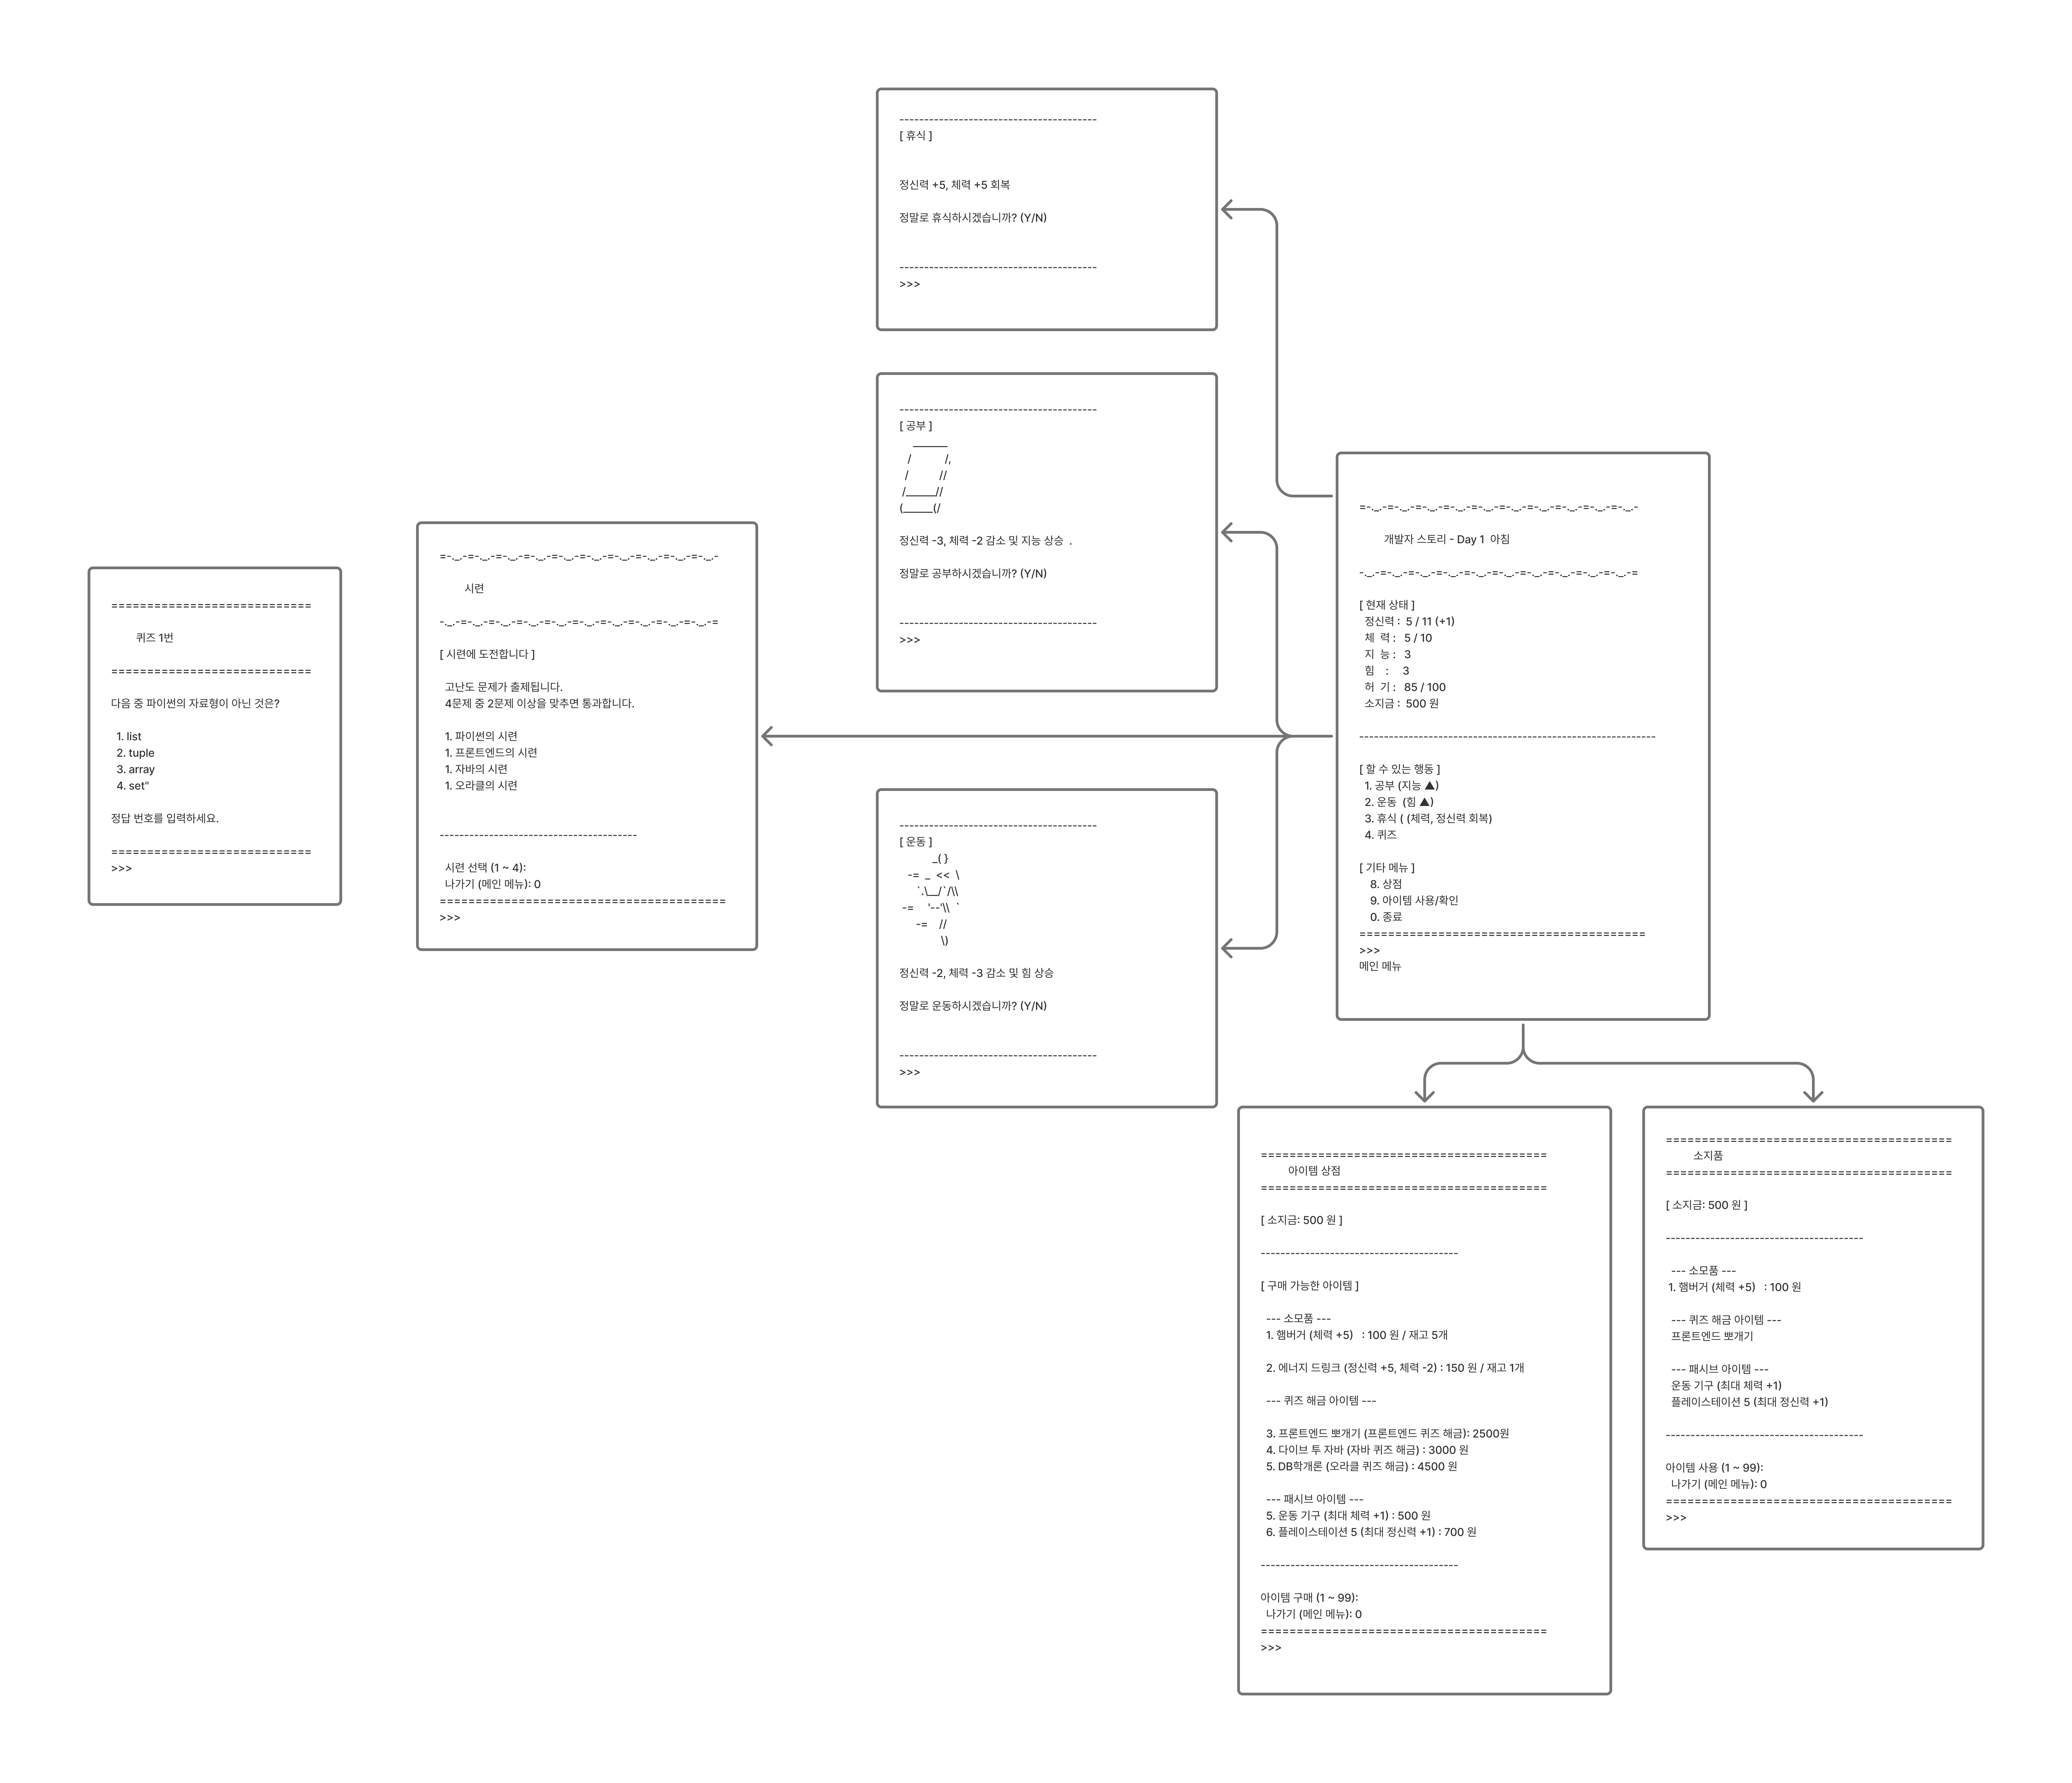 ----------------------------------------
[ 휴식 ]
정신력 +5, 체력 +5 회복
정말로 휴식하시겠습니까? (Y/N)
----------------------------------------
>>>
----------------------------------------
[ 공부 ]
_______
/           /,
/          //
/______//
(______(/
정신력 -3, 체력 -2 감소 및 지능 상승  .
정말로 공부하시겠습니까? (Y/N)
----------------------------------------
>>>
=-._.-=-._.-=-._.-=-._.-=-._.-=-._.-=-._.-=-._.-=-._.-=-._.-
개발자 스토리 - Day 1  아침
-._.-=-._.-=-._.-=-._.-=-._.-=-._.-=-._.-=-._.-=-._.-=-._.-=
[ 현재 상태 ]
정신력 :  5 / 11 (+1)
체  력 :   5 / 10
지  능 :   3
힘    :     3
허  기 :   85 / 100
소지금 :  500 원
------------------------------------------------------------
[ 할 수 있는 행동 ]
1. 공부 (지능 ▲)
2. 운동  (힘 ▲)
3. 휴식 ( (체력, 정신력 회복)
4. 퀴즈
[ 기타 메뉴 ]
8. 상점
9. 아이템 사용/확인
0. 종료
========================================
>>>
메인 메뉴
=-._.-=-._.-=-._.-=-._.-=-._.-=-._.-=-._.-=-._.-=-._.-=-._.-
시련
-._.-=-._.-=-._.-=-._.-=-._.-=-._.-=-._.-=-._.-=-._.-=-._.-=
[ 시련에 도전합니다 ]
고난도 문제가 출제됩니다.
4문제 중 2문제 이상을 맞추면 통과합니다.
1. 파이썬의 시련
1. 프론트엔드의 시련
1. 자바의 시련
1. 오라클의 시련
----------------------------------------
시련 선택 (1 ~ 4):
나가기 (메인 메뉴): 0
========================================
>>>
============================
퀴즈 1번
============================
다음 중 파이썬의 자료형이 아닌 것은?
1. list
2. tuple
3. array
4. set"
정답 번호를 입력하세요.
============================
>>>
----------------------------------------
[ 운동 ]
_( }
-=  _  <<  \
`.\__/`/\\
-=     '--'\\  `
-=    //
\)
정신력 -2, 체력 -3 감소 및 힘 상승
정말로 운동하시겠습니까? (Y/N)
----------------------------------------
>>>
========================================
아이템 상점
========================================
[ 소지금: 500 원 ]
----------------------------------------
[ 구매 가능한 아이템 ]
--- 소모품 ---
1. 햄버거 (체력 +5)   : 100 원 / 재고 5개
2. 에너지 드링크 (정신력 +5, 체력 -2) : 150 원 / 재고 1개
--- 퀴즈 해금 아이템 ---
3. 프론트엔드 뽀개기 (프론트엔드 퀴즈 해금): 2500원
4. 다이브 투 자바 (자바 퀴즈 해금) : 3000 원
5. DB학개론 (오라클 퀴즈 해금) : 4500 원
--- 패시브 아이템 ---
5. 운동 기구 (최대 체력 +1) : 500 원
6. 플레이스테이션 5 (최대 정신력 +1) : 700 원
----------------------------------------
아이템 구매 (1 ~ 99):
나가기 (메인 메뉴): 0
========================================
>>>
========================================
소지품
========================================
[ 소지금: 500 원 ]
----------------------------------------
--- 소모품 ---
1. 햄버거 (체력 +5)   : 100 원
--- 퀴즈 해금 아이템 ---
프론트엔드 뽀개기
--- 패시브 아이템 ---
운동 기구 (최대 체력 +1)
플레이스테이션 5 (최대 정신력 +1)
----------------------------------------
아이템 사용 (1 ~ 99):
나가기 (메인 메뉴): 0
========================================
>>>